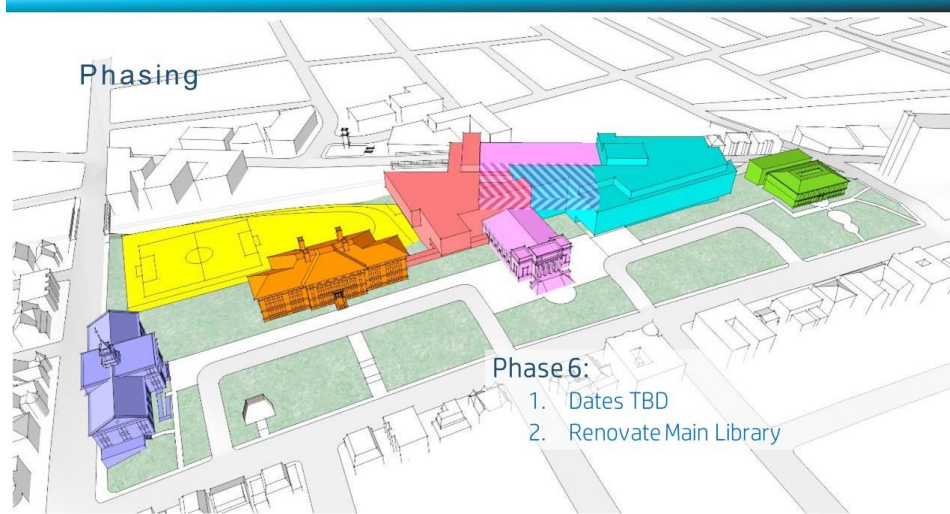 Phasing
Phase 6:
1. Dates TBD
2. Renovate Main Library